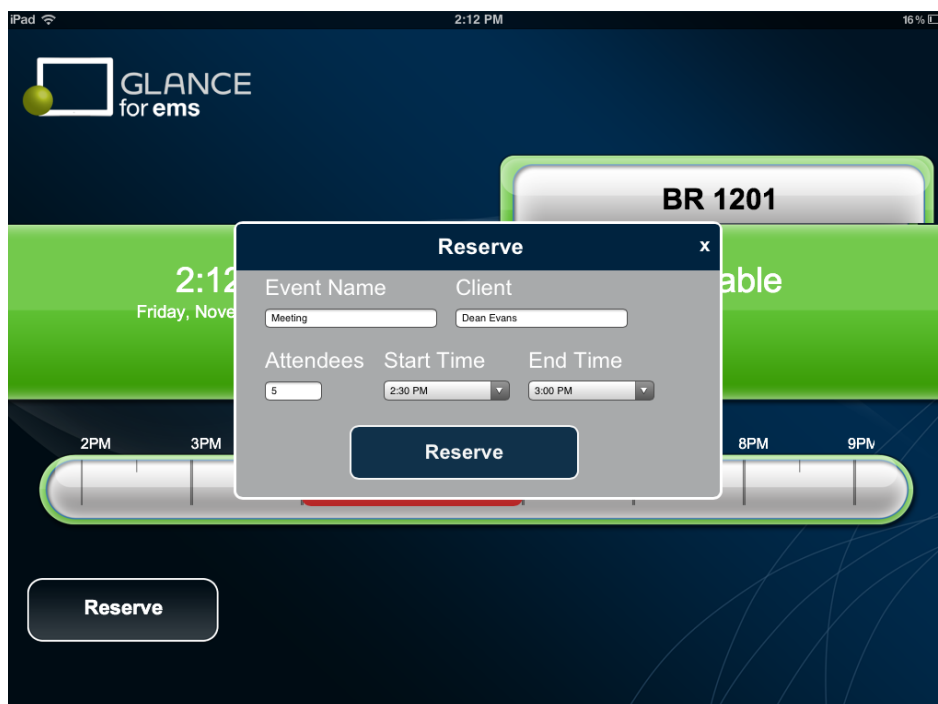 iPad 2:12 PM 16%
GLANCE
for ems
BR 1201
Reserve x
2:12 able
Friday, Nove
Event Name Client
Meeting Dean Evans
Attendees Start Time End Time
5 2:30 PM 3:00 PM
Reserve
2PM 3PM 8PM 9PM
Reserve